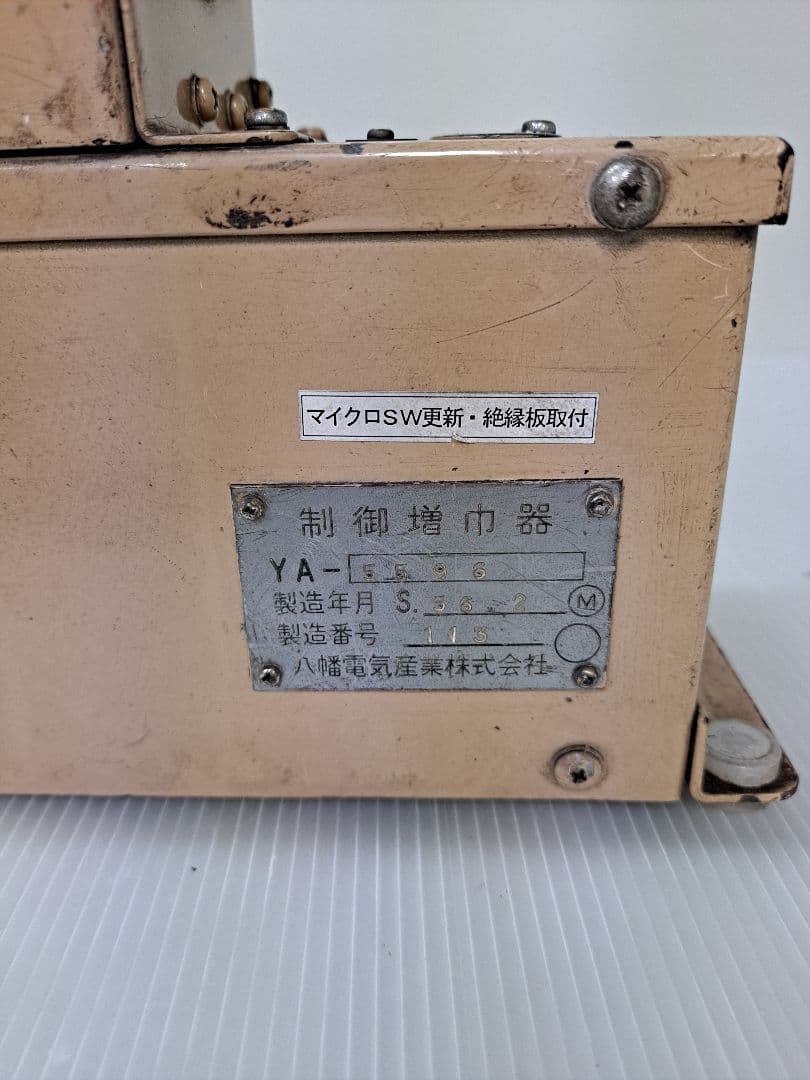 マイクロSW更新・絶縁板取付
制御増巾器
YA-5596
製造年月 S.56.2 M
製造番号 113
八幡電気産業株式会社